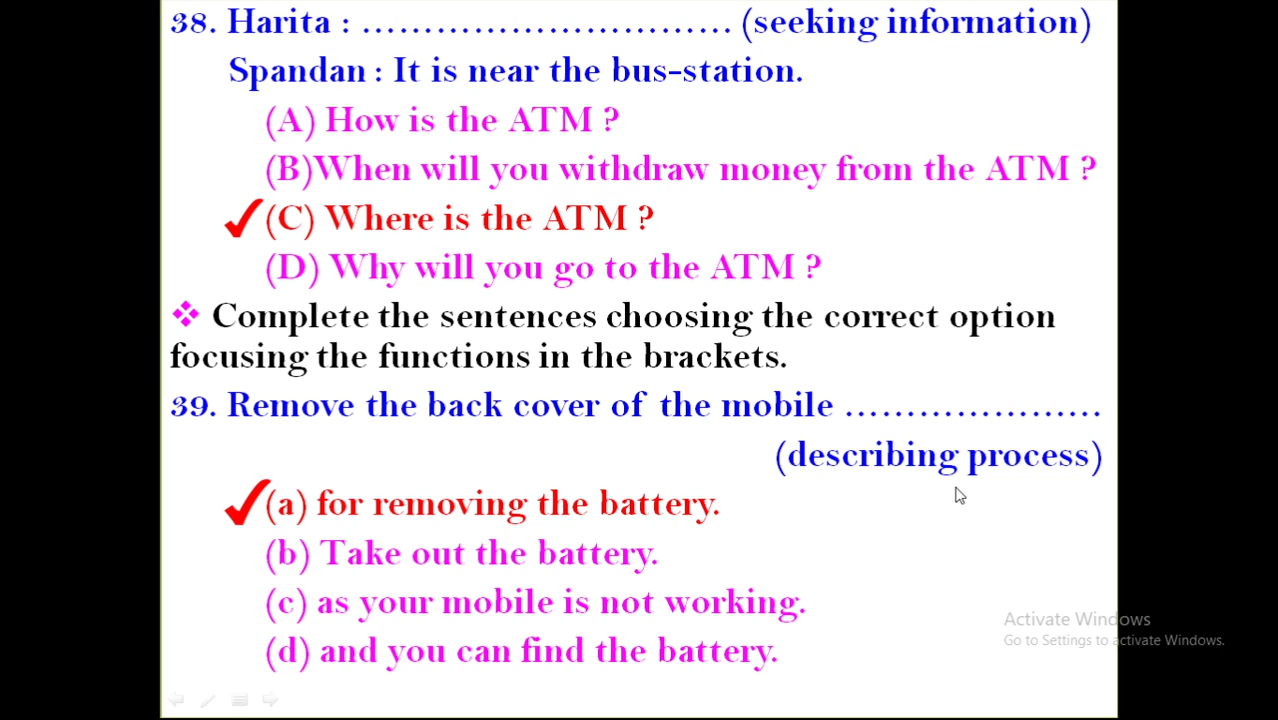 38. Harita : ................................. (seeking information)
Spandan : It is near the bus-station.
(A) How is the ATM ?
(B)When will you withdraw money from the ATM ?
(C) Where is the ATM ?
(D) Why will you go to the ATM ?
Complete the sentences choosing the correct option
focusing the functions in the brackets.
39. Remove the back cover of the mobile .....................
(describing process)
(a) for removing the battery.
(b) Take out the battery.
(c) as your mobile is not working.
(d) and you can find the battery.
Activate Windows
Go to Settings to activate Windows.